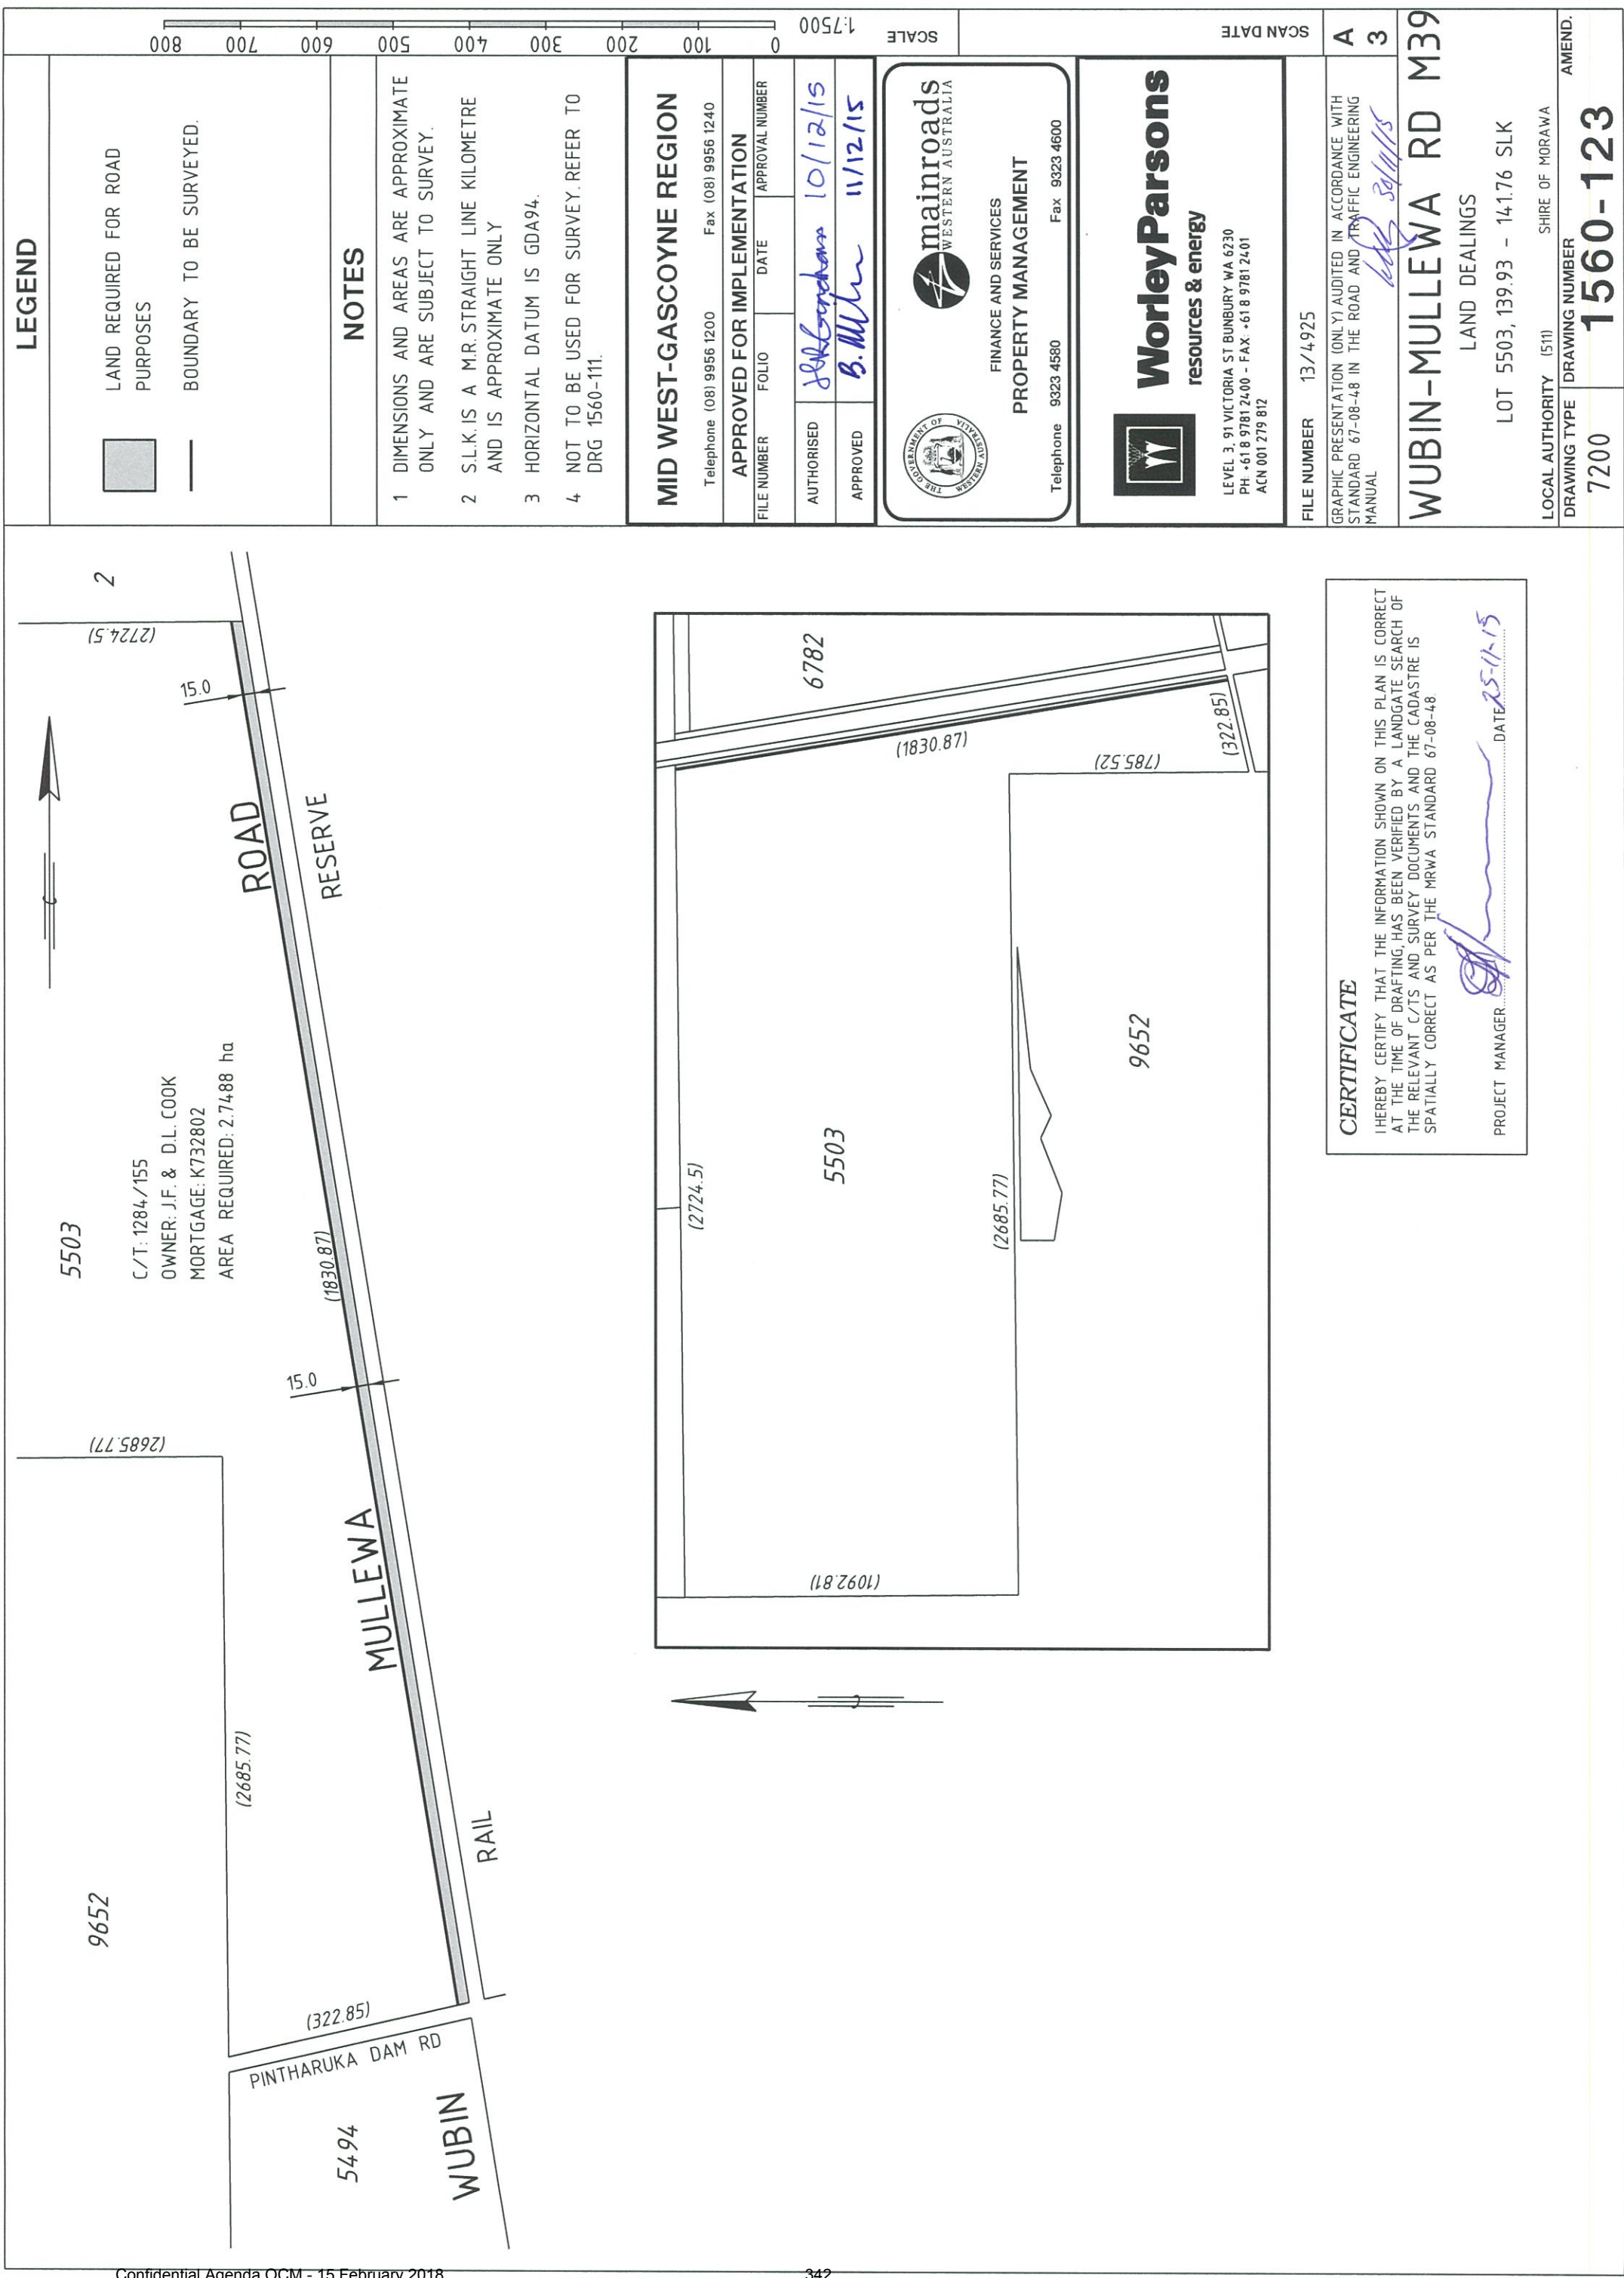 LEGEND
LAND REQUIRED FOR ROAD
PURPOSES
BOUNDARY TO BE SURVEYED.
NOTES
1 DIMENSIONS AND AREAS ARE APPROXIMATE
ONLY AND ARE SUBJECT TO SURVEY.
2 S.L.K. IS A M.R. STRAIGHT LINE KILOMETRE
AND IS APPROXIMATE ONLY
3 HORIZONTAL DATUM IS GDA94.
4 NOT TO BE USED FOR SURVEY. REFER TO
DRG 1560-111.
MID WEST-GASCOYNE REGION
Telephone (08) 9956 1200 Fax (08) 9956 1240
APPROVED FOR IMPLEMENTATION
FILE NUMBER FOLIO DATE APPROVAL NUMBER
AUTHORISED 10/12/15
APPROVED 11/12/15
THE GOVERNMENT OF
WESTERN AUSTRALIA
mainroads
WESTERN AUSTRALIA
FINANCE AND SERVICES
PROPERTY MANAGEMENT
Telephone 9323 4580 Fax 9323 4600
WorleyParsons
resources & energy
LEVEL 3, 91 VICTORIA ST BUNBURY WA 6230
PH: +61 8 9781 2400 - FAX: +61 8 9781 2401
ACN 001 279 812
FILE NUMBER 13/4925
GRAPHIC PRESENTATION (ONLY) AUDITED IN ACCORDANCE WITH
STANDARD 67-08-48 IN THE ROAD AND TRAFFIC ENGINEERING
MANUAL 30/11/15
A
3
WUBIN-MULLEWA RD M39
LAND DEALINGS
LOT 5503, 139.93 - 141.76 SLK
LOCAL AUTHORITY (511) SHIRE OF MORAWA
DRAWING TYPE DRAWING NUMBER AMEND.
7200 1560-123
800
700
600
500
400
300
200
100
0
1:7500
SCALE
SCAN DATE
2
(2724.5)
15.0
ROAD
RESERVE
5503
C/T: 1284/155
OWNER: J.F. & D.L. COOK
MORTGAGE: K732802
AREA REQUIRED: 2.7488 ha
(1830.87)
15.0
(2685.77)
MULLEWA
(2685.77)
RAIL
9652
(322.85)
PINTHARUKA DAM RD
5494
WUBIN
6782
(1830.87)
(322.85)
(785.52)
(2724.5)
5503
(2685.77)
9652
(1092.81)
CERTIFICATE
I HEREBY CERTIFY THAT THE INFORMATION SHOWN ON THIS PLAN IS CORRECT
AT THE TIME OF DRAFTING, HAS BEEN VERIFIED BY A LANDGATE SEARCH OF
THE RELEVANT C/TS AND SURVEY DOCUMENTS AND THE CADASTRE IS
SPATIALLY CORRECT AS PER THE MRWA STANDARD 67-08-48.
PROJECT MANAGER DATE 25-11-15
Confidential Agenda OCM - 15 February 2018
342